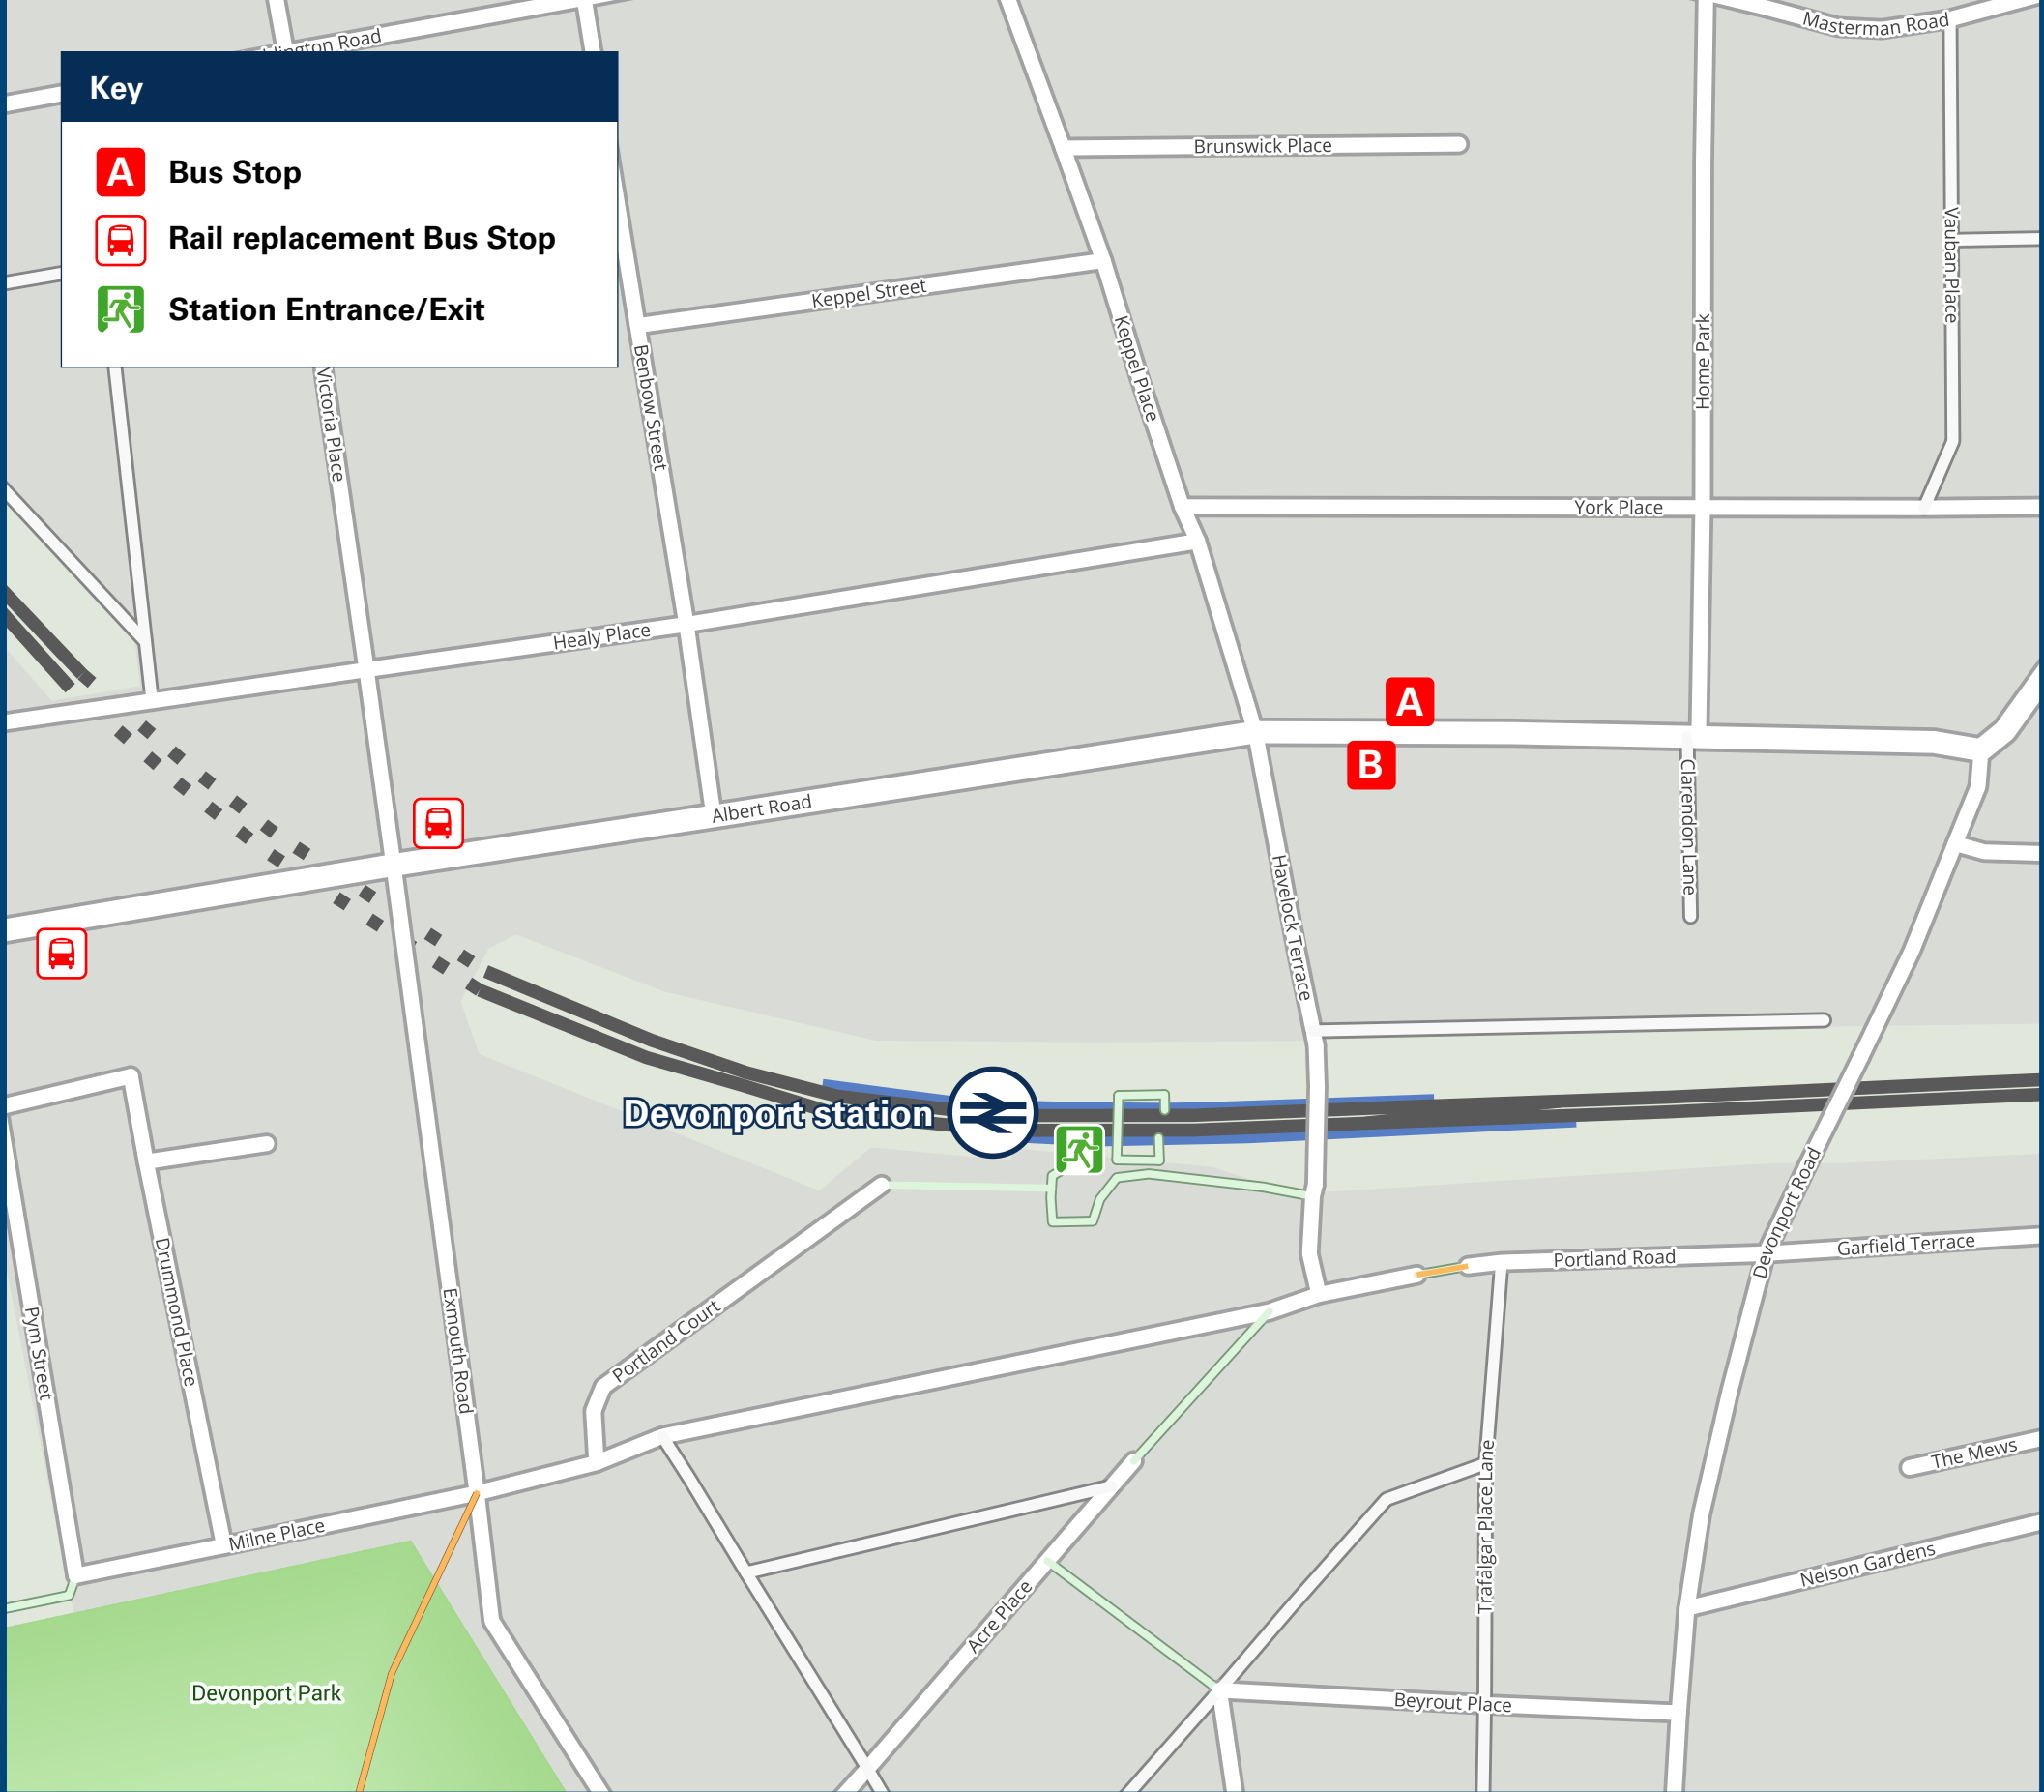 Road
Masterman Road
Key
A Bus Stop
Rail replacement Bus Stop
Station Entrance/Exit
Brunswick Place
Vauban Place
Keppel Street
Keppel Place
Home Park
Benbow Street
Victoria Place
York Place
Healy Place
A
B
Albert Road
Clarendon Lane
Havelock Terrace
Devonport station
Devonport Road
Portland Road
Garfield Terrace
Drummond Place
Pym Street
Exmouth Road
Portland Court
The Mews
Trafalgar Place Lane
Milne Place
Nelson Gardens
Acre Place
Devonport Park
Beyrout Place